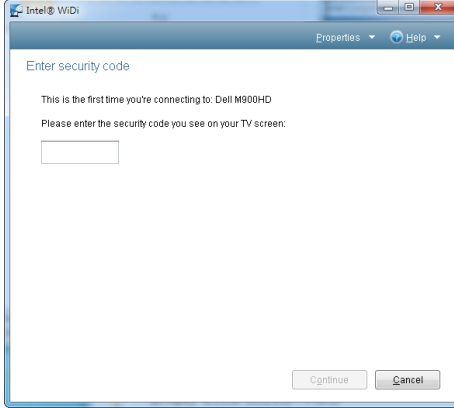 Intel® WiDi
Properties Help
Enter security code
This is the first time you're connecting to: Dell M900HD
Please enter the security code you see on your TV screen:
Continue Cancel